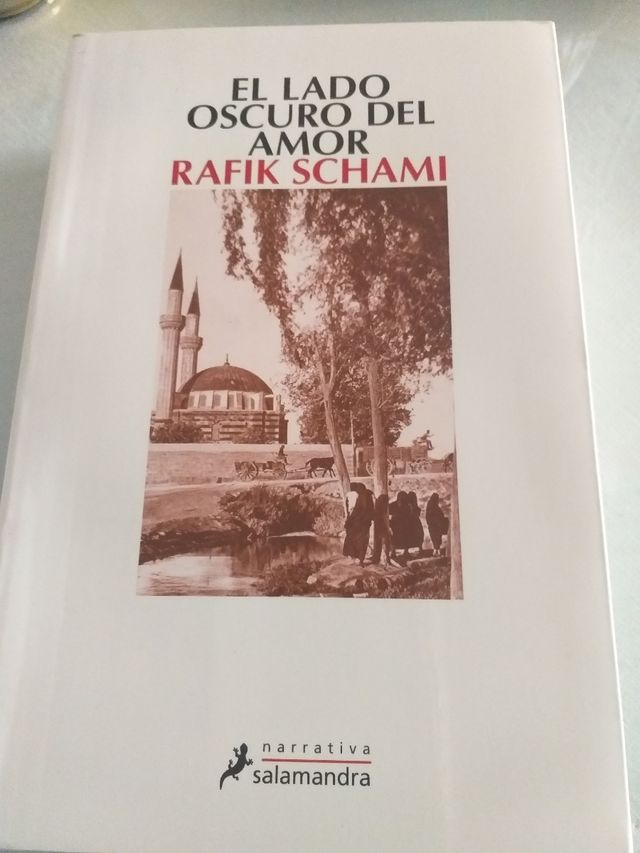 EL LADO
OSCURO DEL
AMOR
RAFIK SCHAMI
narrativa
salamandra